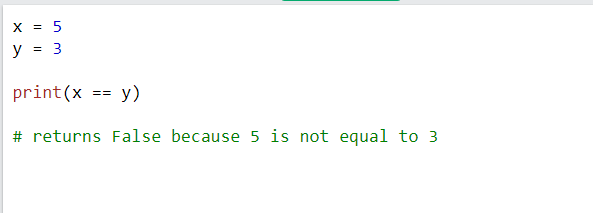 x = 5
y = 3
print(x == y)
# returns False because 5 is not equal to 3